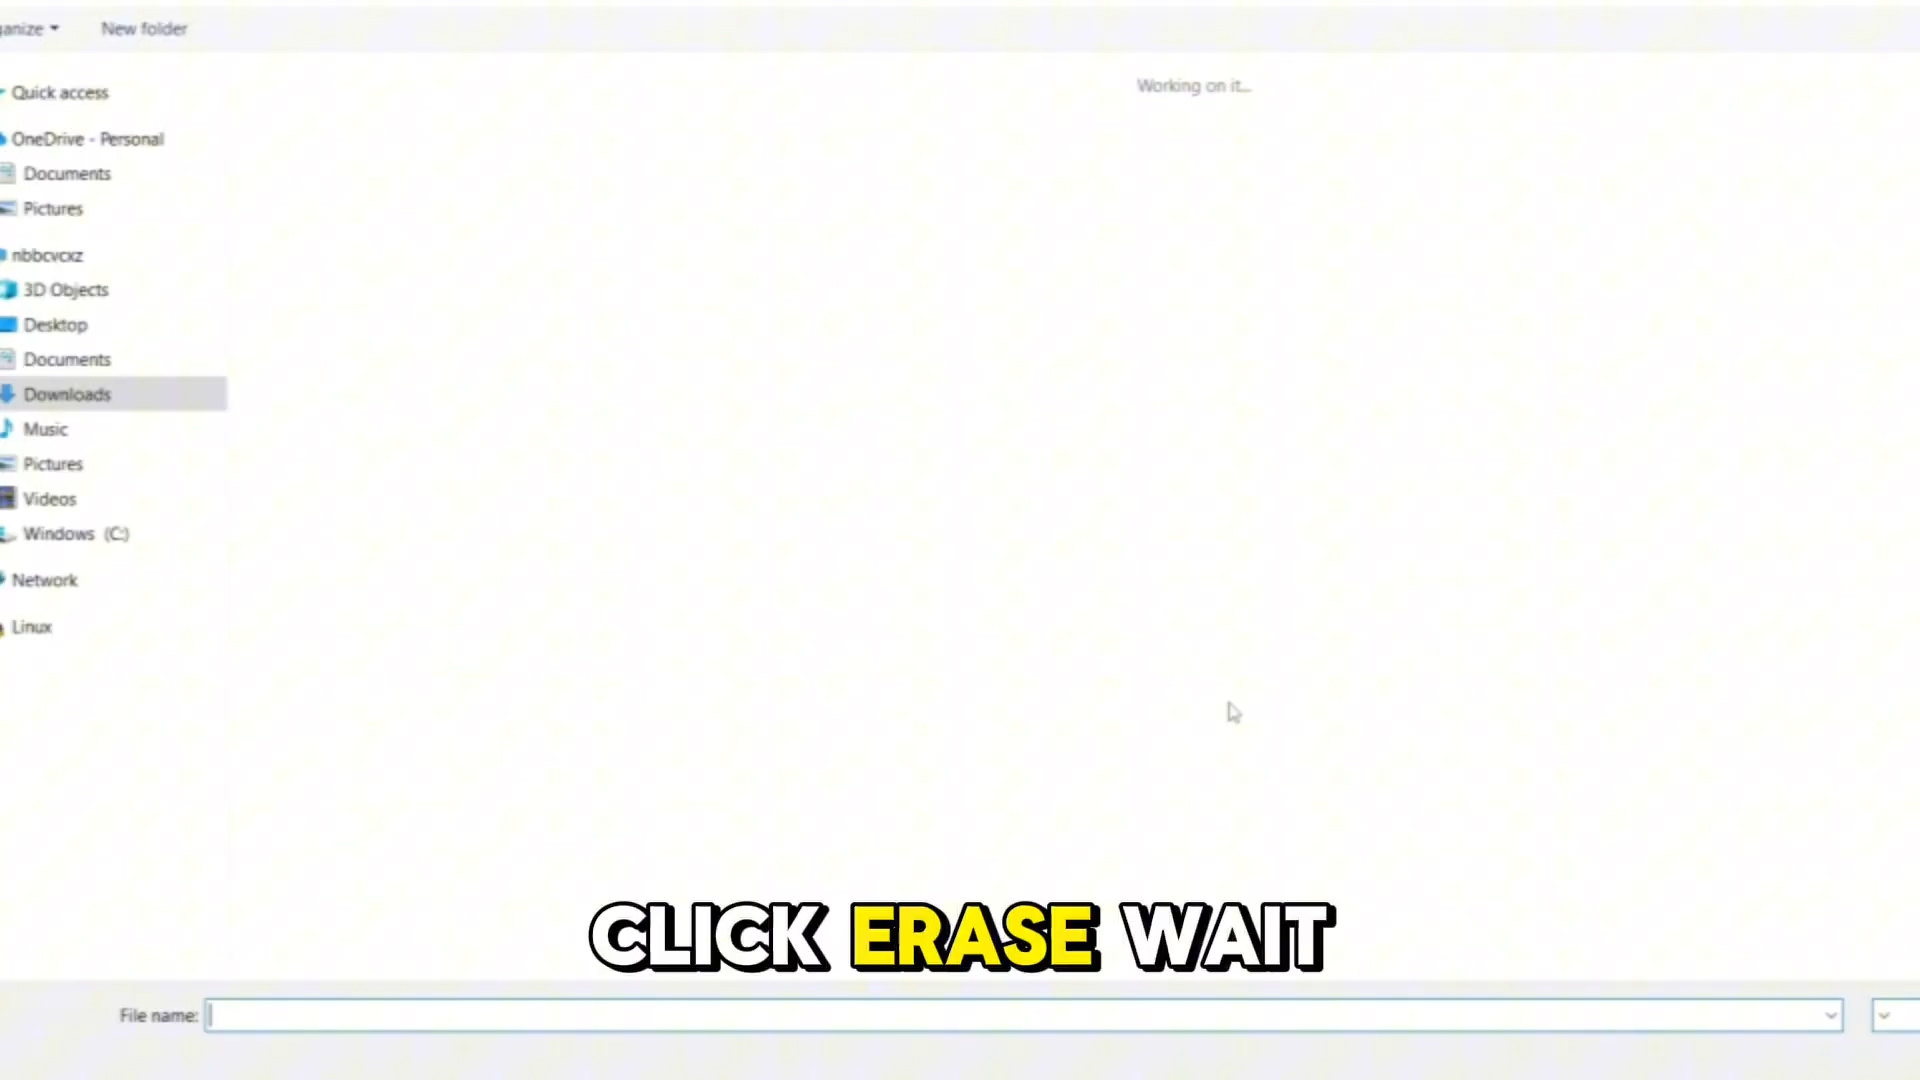 ganize New folder
Working on it...
Quick access
OneDrive - Personal
Documents
Pictures
nbbcvcxz
3D Objects
Desktop
Documents
Downloads
Music
Pictures
Videos
Windows (C:)
Network
Linux
CLICK ERASE WAIT
File name: